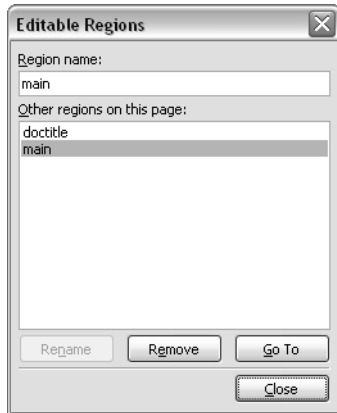 Editable Regions
Region name:
main
Other regions on this page:
doctitle
main
Rename Remove Go To
Close